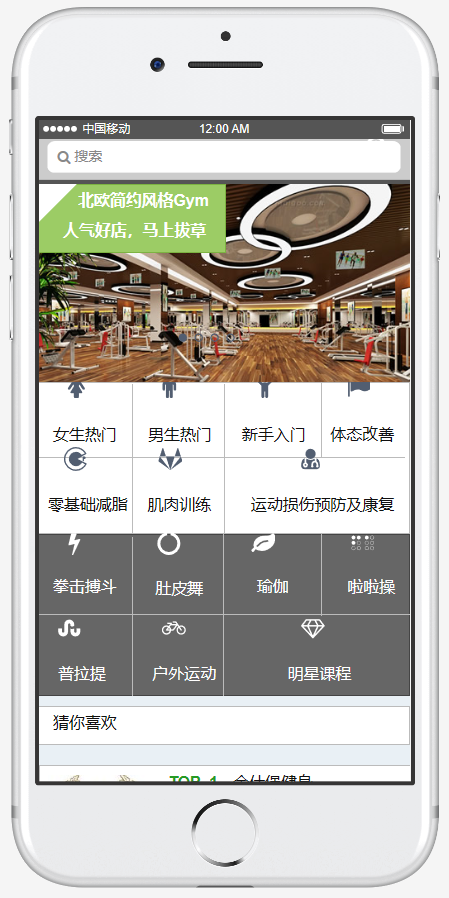 中国移动 12:00 AM
搜索
北欧简约风格Gym
人气好店，马上拔草
女生热门 男生热门 新手入门 体态改善
零基础减脂 肌肉训练 运动损伤预防及康复
拳击搏斗 肚皮舞 瑜伽 啦啦操
普拉提 户外运动 明星课程
猜你喜欢
TOP 1